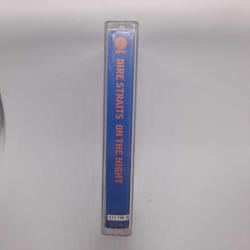 DIRE STRAITS ON THE NIGHT